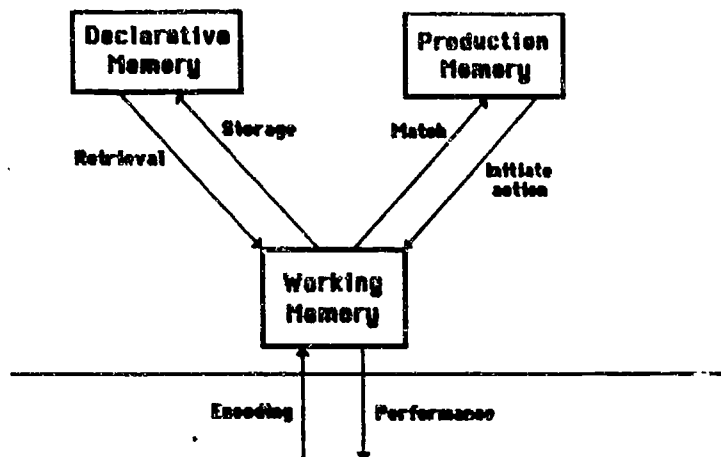 Declarative
Memory
Production
Memory
Storage
Match
Retrieval
Initiate
action
Working
Memory
Encoding
Performance